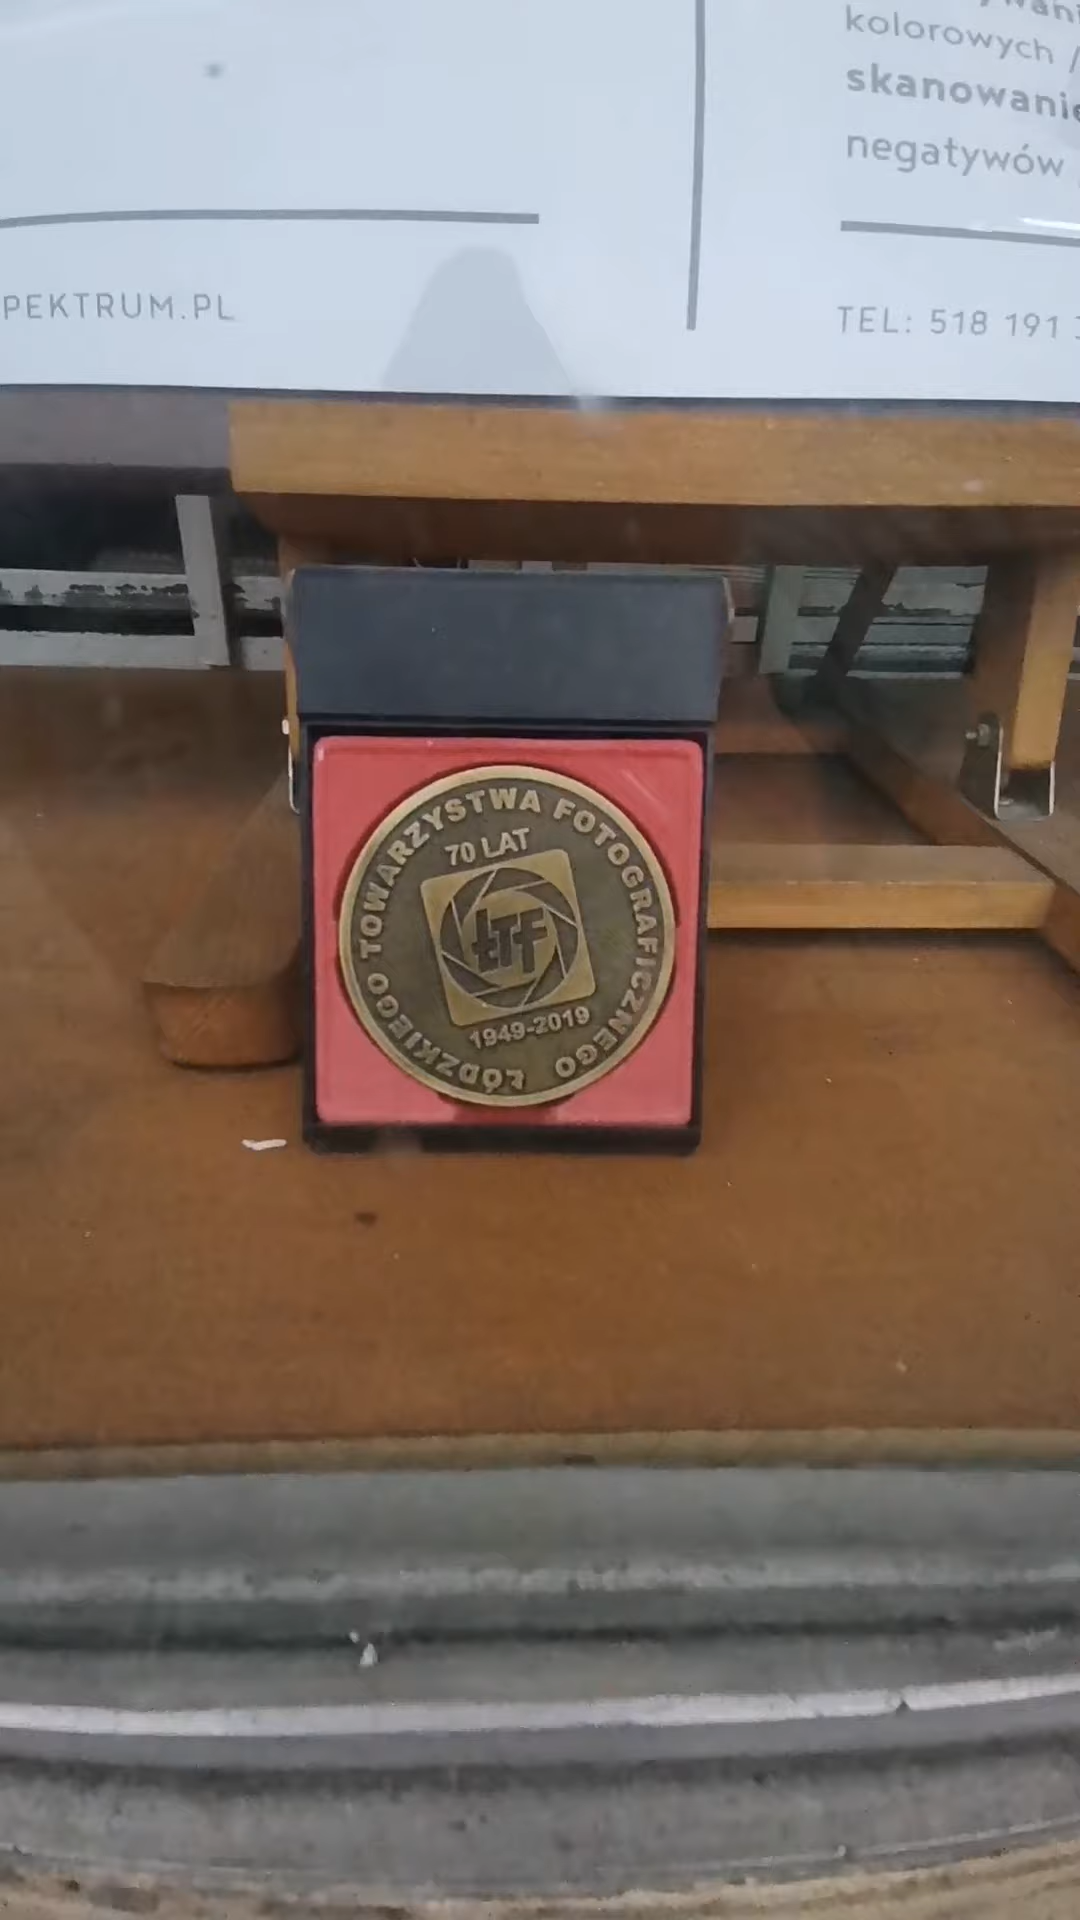 kolorowych /
skanowanie
negatywów
PEKTRUM.PL
TEL: 518 191
70 LAT
ŁÓDZKIEGO TOWARZYSTWA FOTOGRAFICZNEGO
ŁTF
1949-2019